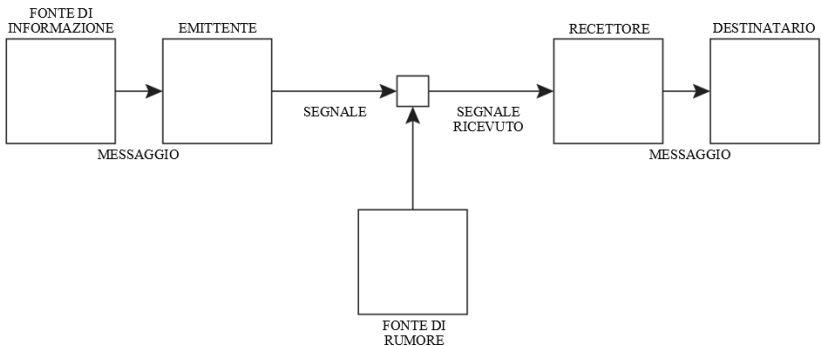 FONTE DI
INFORMAZIONE
EMITTENTE
RECETTORE
DESTINATARIO
SEGNALE
SEGNALE
RICEVUTO
MESSAGGIO
MESSAGGIO
FONTE DI
RUMORE